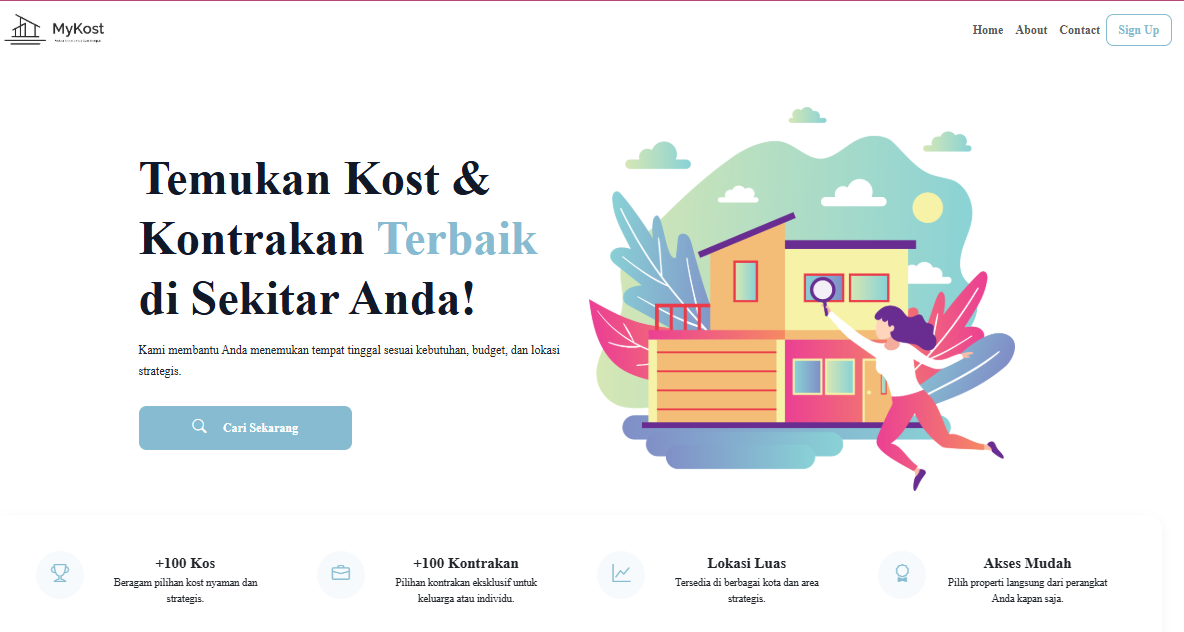 MyKost
Home About Contact Sign Up
Temukan Kost &
Kontrakan Terbaik
di Sekitar Anda!
Kami membantu Anda menemukan tempat tinggal sesuai kebutuhan, budget, dan lokasi
strategis.
Cari Sekarang
+100 Kos
Beragam pilihan kost nyaman dan
strategis.
+100 Kontrakan
Pilihan kontrakan eksklusif untuk
keluarga atau individu.
Lokasi Luas
Tersedia di berbagai kota dan area
strategis.
Akses Mudah
Pilih properti langsung dari perangkat
Anda kapan saja.